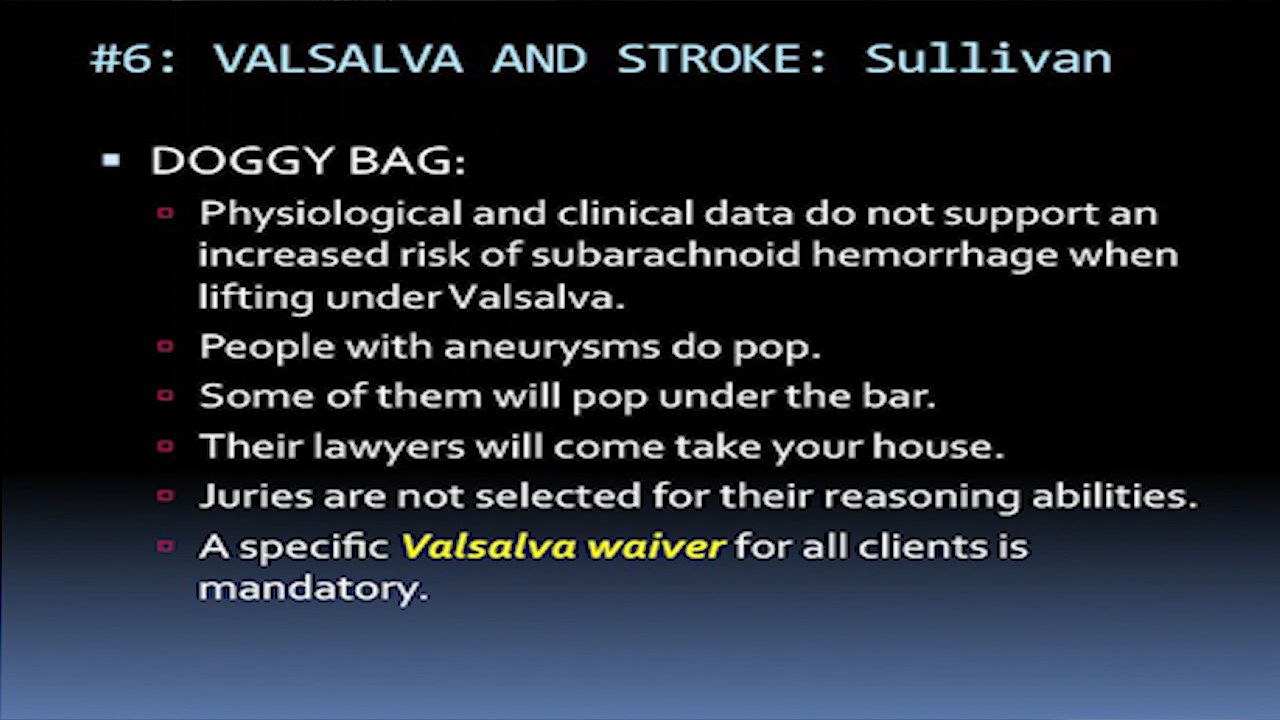 #6: VALSALVA AND STROKE: Sullivan
DOGGY BAG:
Physiological and clinical data do not support an
increased risk of subarachnoid hemorrhage when
lifting under Valsalva.
People with aneurysms do pop.
Some of them will pop under the bar.
Their lawyers will come take your house.
Juries are not selected for their reasoning abilities.
A specific Valsalva waiver for all clients is
mandatory.